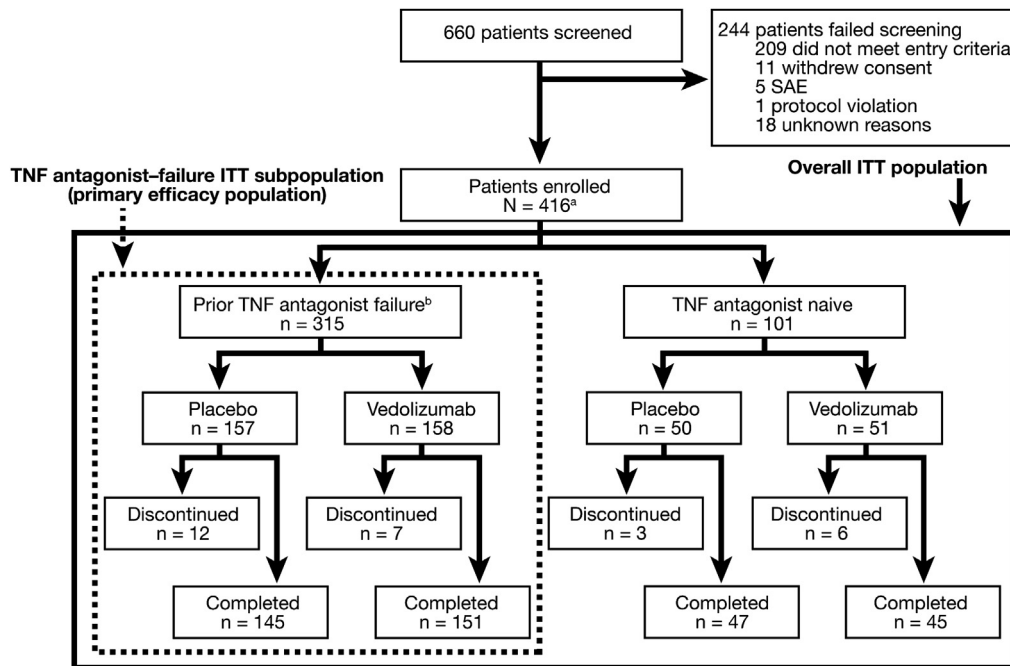 660 patients screened
244 patients failed screening
209 did not meet entry criteria
11 withdrew consent
5 SAE
1 protocol violation
18 unknown reasons
TNF antagonist–failure ITT subpopulation
(primary efficacy population)
Overall ITT population
Patients enrolled
N = 416ᵃ
Prior TNF antagonist failureᵇ
n = 315
TNF antagonist naive
n = 101
Placebo
n = 157
Vedolizumab
n = 158
Placebo
n = 50
Vedolizumab
n = 51
Discontinued
n = 12
Discontinued
n = 7
Discontinued
n = 3
Discontinued
n = 6
Completed
n = 145
Completed
n = 151
Completed
n = 47
Completed
n = 45